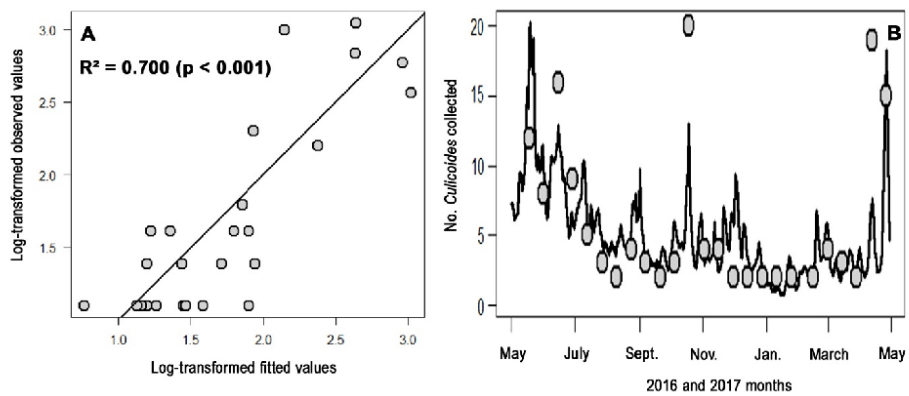 A
R² = 0.700 (p < 0.001)
Log-transformed observed values
3.0
2.5
2.0
1.5
1.0
1.5
2.0
2.5
3.0
Log-transformed fitted values
B
No. Culicoides collected
20
15
10
5
0
May
July
Sept.
Nov.
Jan.
March
May
2016 and 2017 months